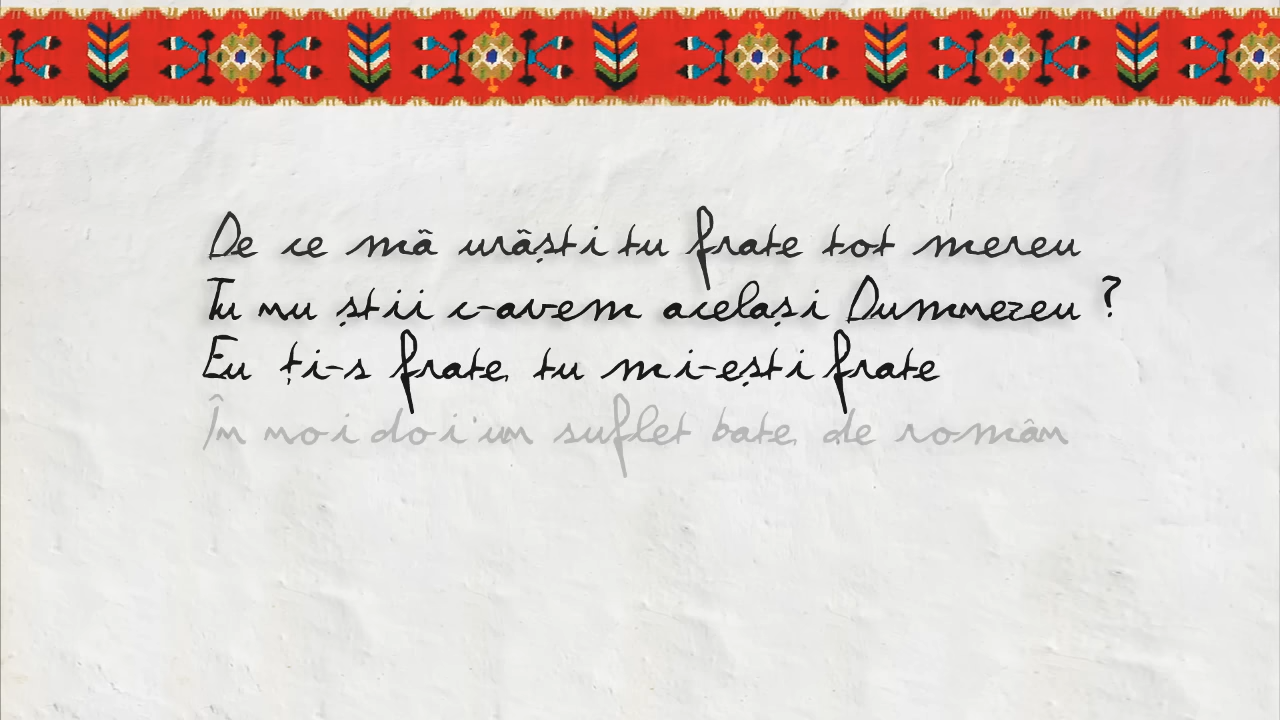 De ce mă urăști tu frate tot mereu
Tu nu știi c-avem același Dumnezeu ?
Eu ți-s frate, tu mi-ești frate
În noi doi un suflet bate, de român